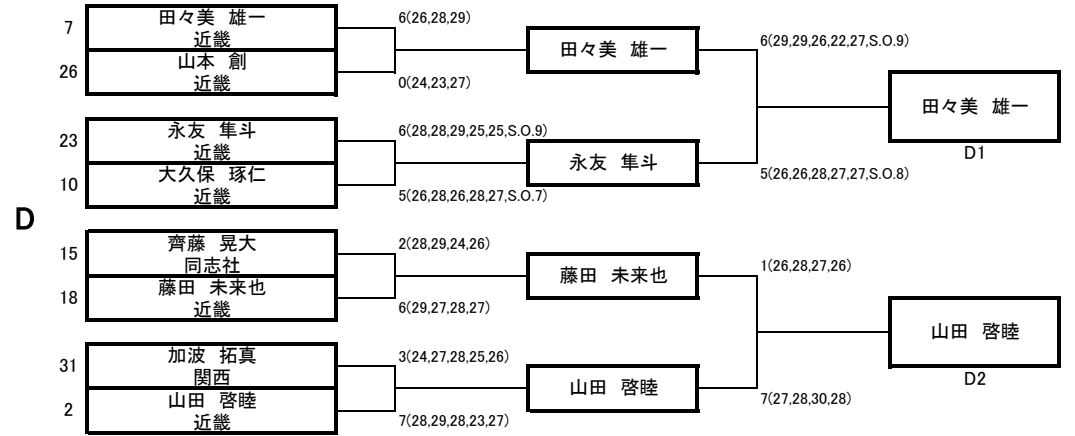 7
田々美　雄一
近畿
6(26,28,29)
26
山本　創
近畿
0(24,23,27)
田々美　雄一
6(29,29,26,22,27,S.O.9)
23
永友　隼斗
近畿
6(28,28,29,25,25,S.O.9)
10
大久保　琢仁
近畿
5(26,28,26,28,27,S.O.7)
永友　隼斗
5(26,26,28,27,27,S.O.8)
田々美　雄一
D1
D
15
齊藤　晃大
同志社
2(28,29,24,26)
18
藤田　未来也
近畿
6(29,27,28,27)
藤田　未来也
1(26,28,27,26)
31
加波　拓真
関西
3(24,27,28,25,26)
2
山田　啓睦
近畿
7(28,29,28,23,27)
山田　啓睦
7(27,28,30,28)
山田　啓睦
D2